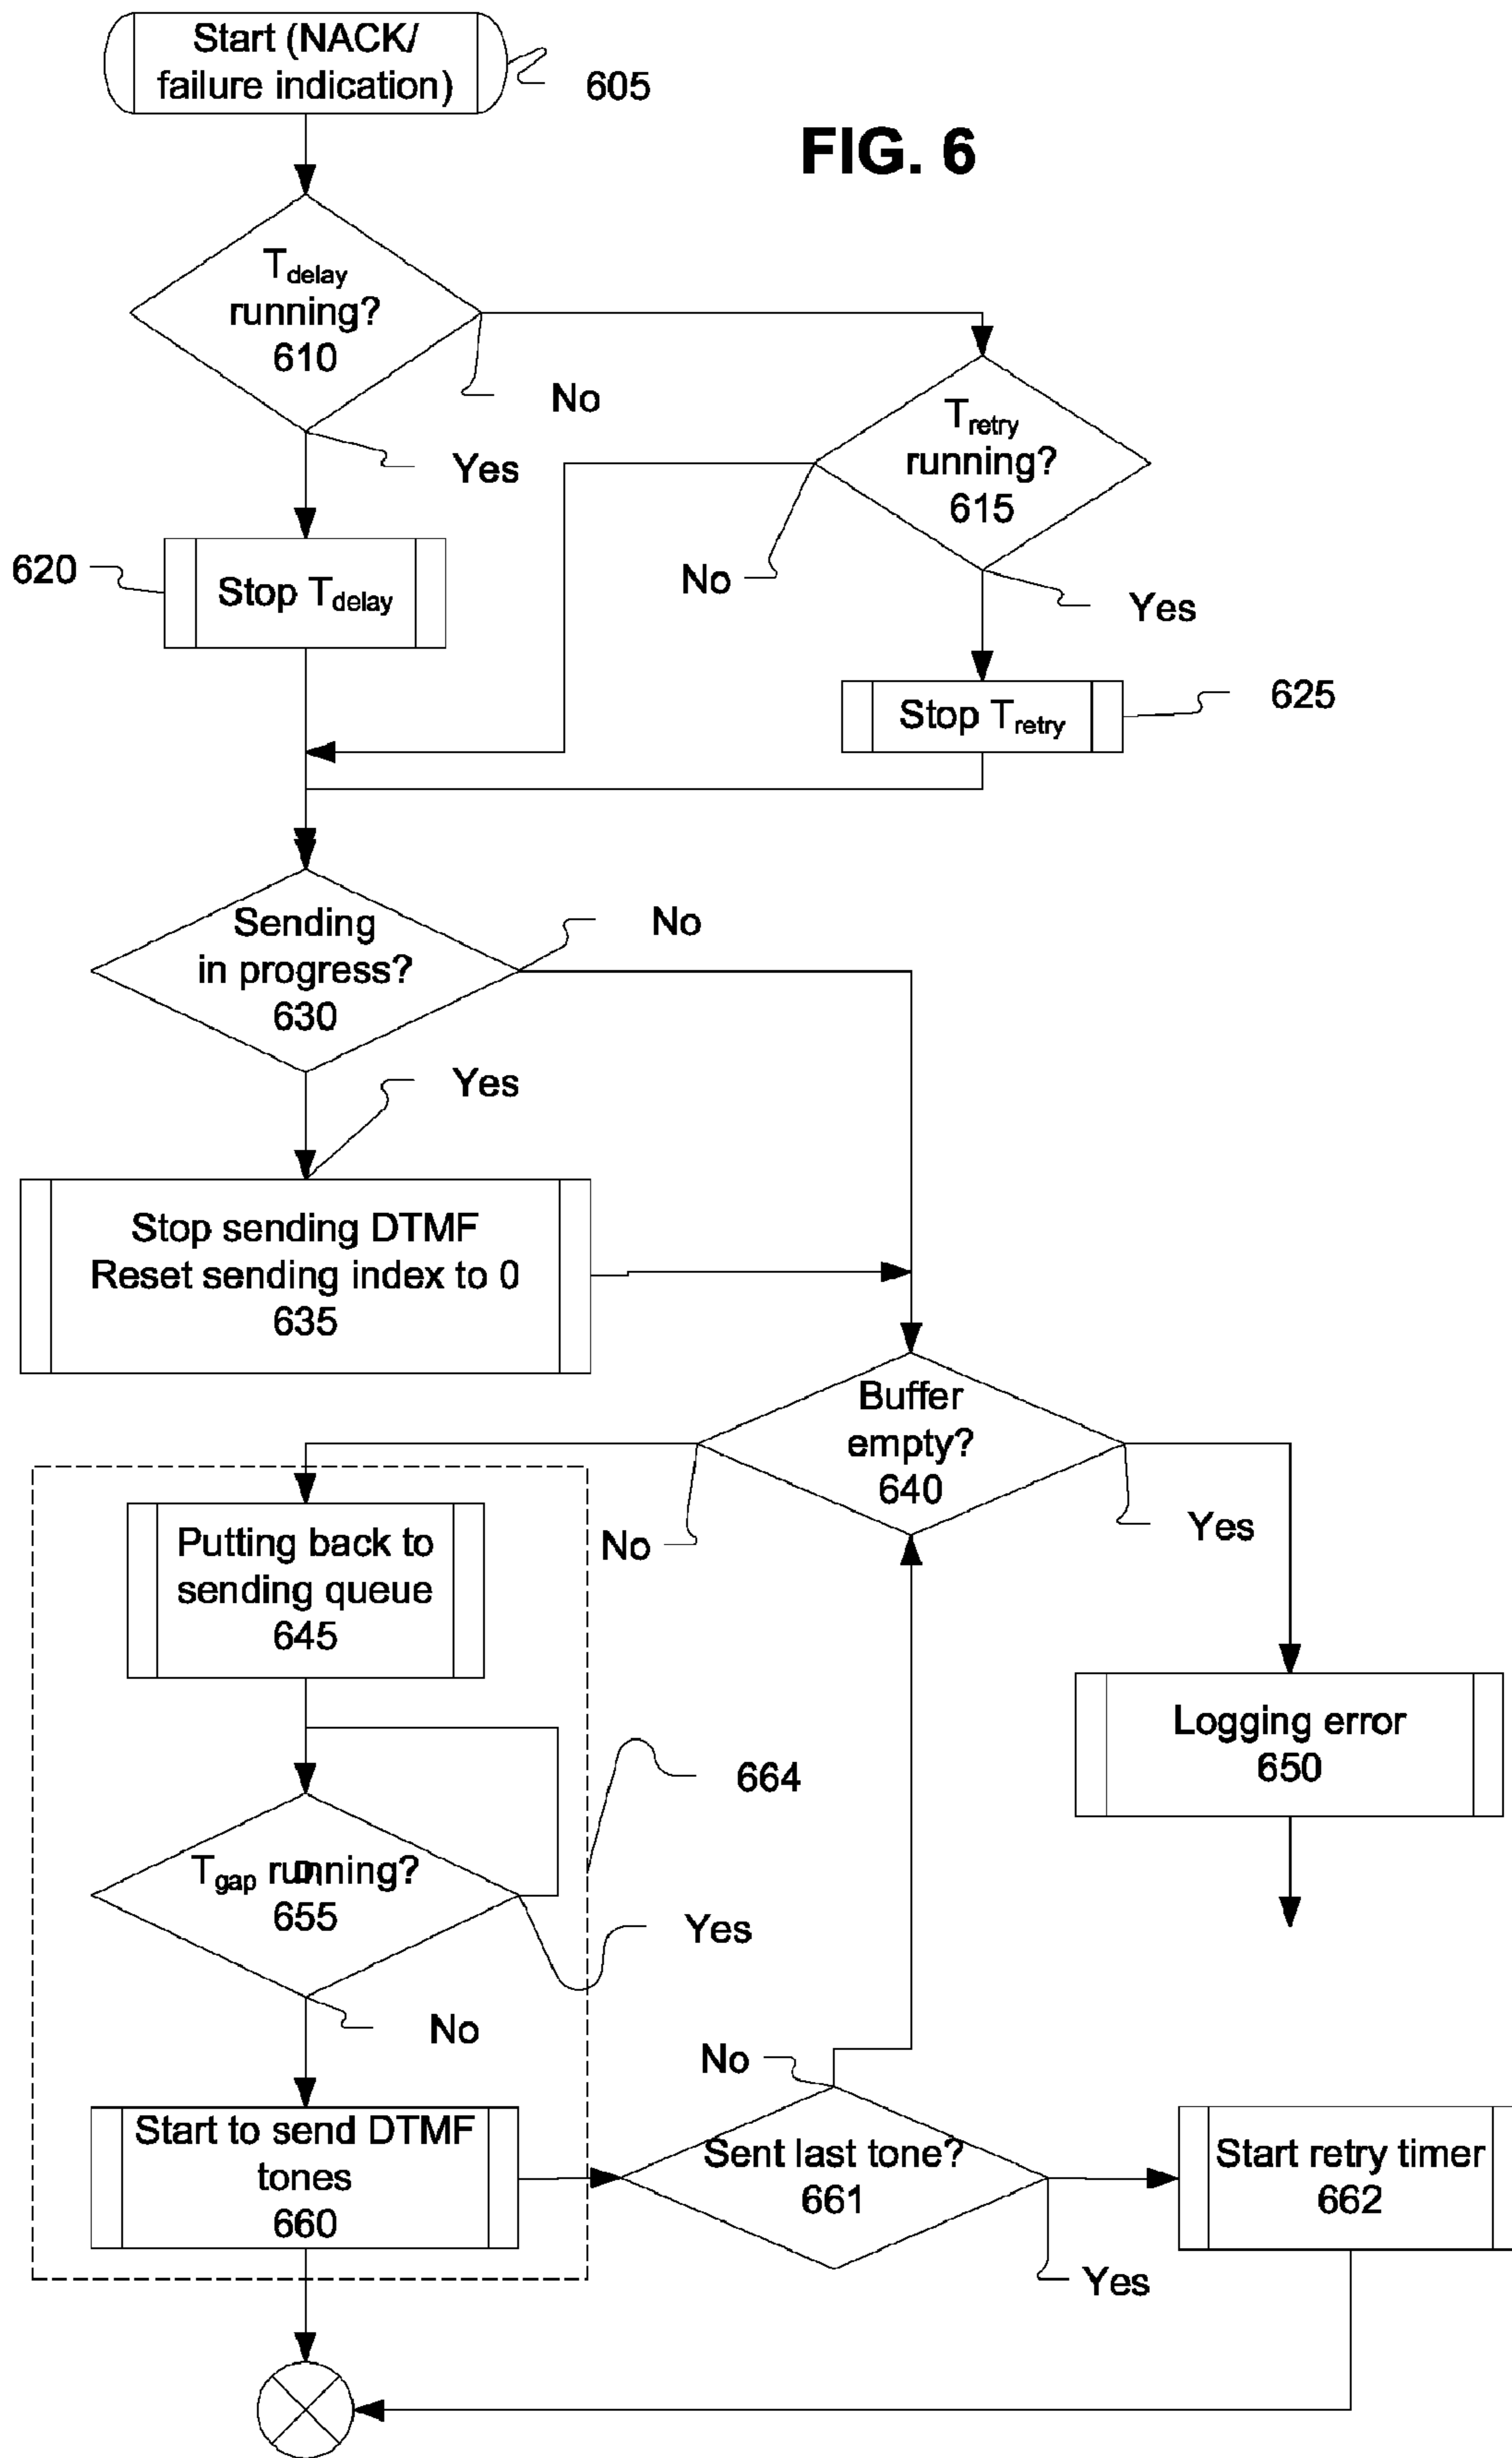 Start (NACK/
failure indication)
605
FIG. 6
Tdelay
running?
610
No
Yes
Tretry
running?
615
No
Yes
620
Stop Tdelay
Stop Tretry
625
Sending
in progress?
630
No
Yes
Stop sending DTMF
Reset sending index to 0
635
Buffer
empty?
640
No
Yes
Putting back to
sending queue
645
Logging error
650
664
Tgap running?
655
Yes
No
Start to send DTMF
tones
660
No
Sent last tone?
661
Yes
Start retry timer
662